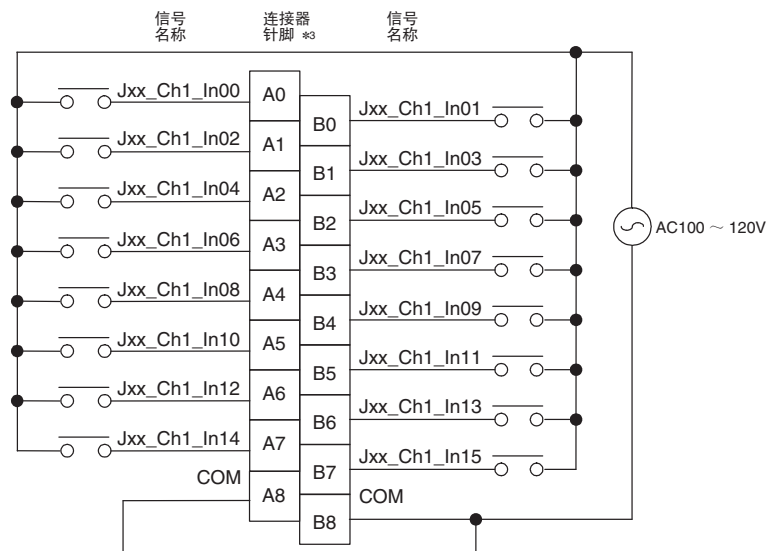 信号
名称
连接器
针脚 *3
信号
名称
Jxx_Ch1_In00
A0
B0
Jxx_Ch1_In01
Jxx_Ch1_In02
A1
B1
Jxx_Ch1_In03
Jxx_Ch1_In04
A2
B2
Jxx_Ch1_In05
AC100 ～ 120V
Jxx_Ch1_In06
A3
B3
Jxx_Ch1_In07
Jxx_Ch1_In08
A4
B4
Jxx_Ch1_In09
Jxx_Ch1_In10
A5
B5
Jxx_Ch1_In11
Jxx_Ch1_In12
A6
B6
Jxx_Ch1_In13
Jxx_Ch1_In14
A7
B7
Jxx_Ch1_In15
COM
A8
B8
COM